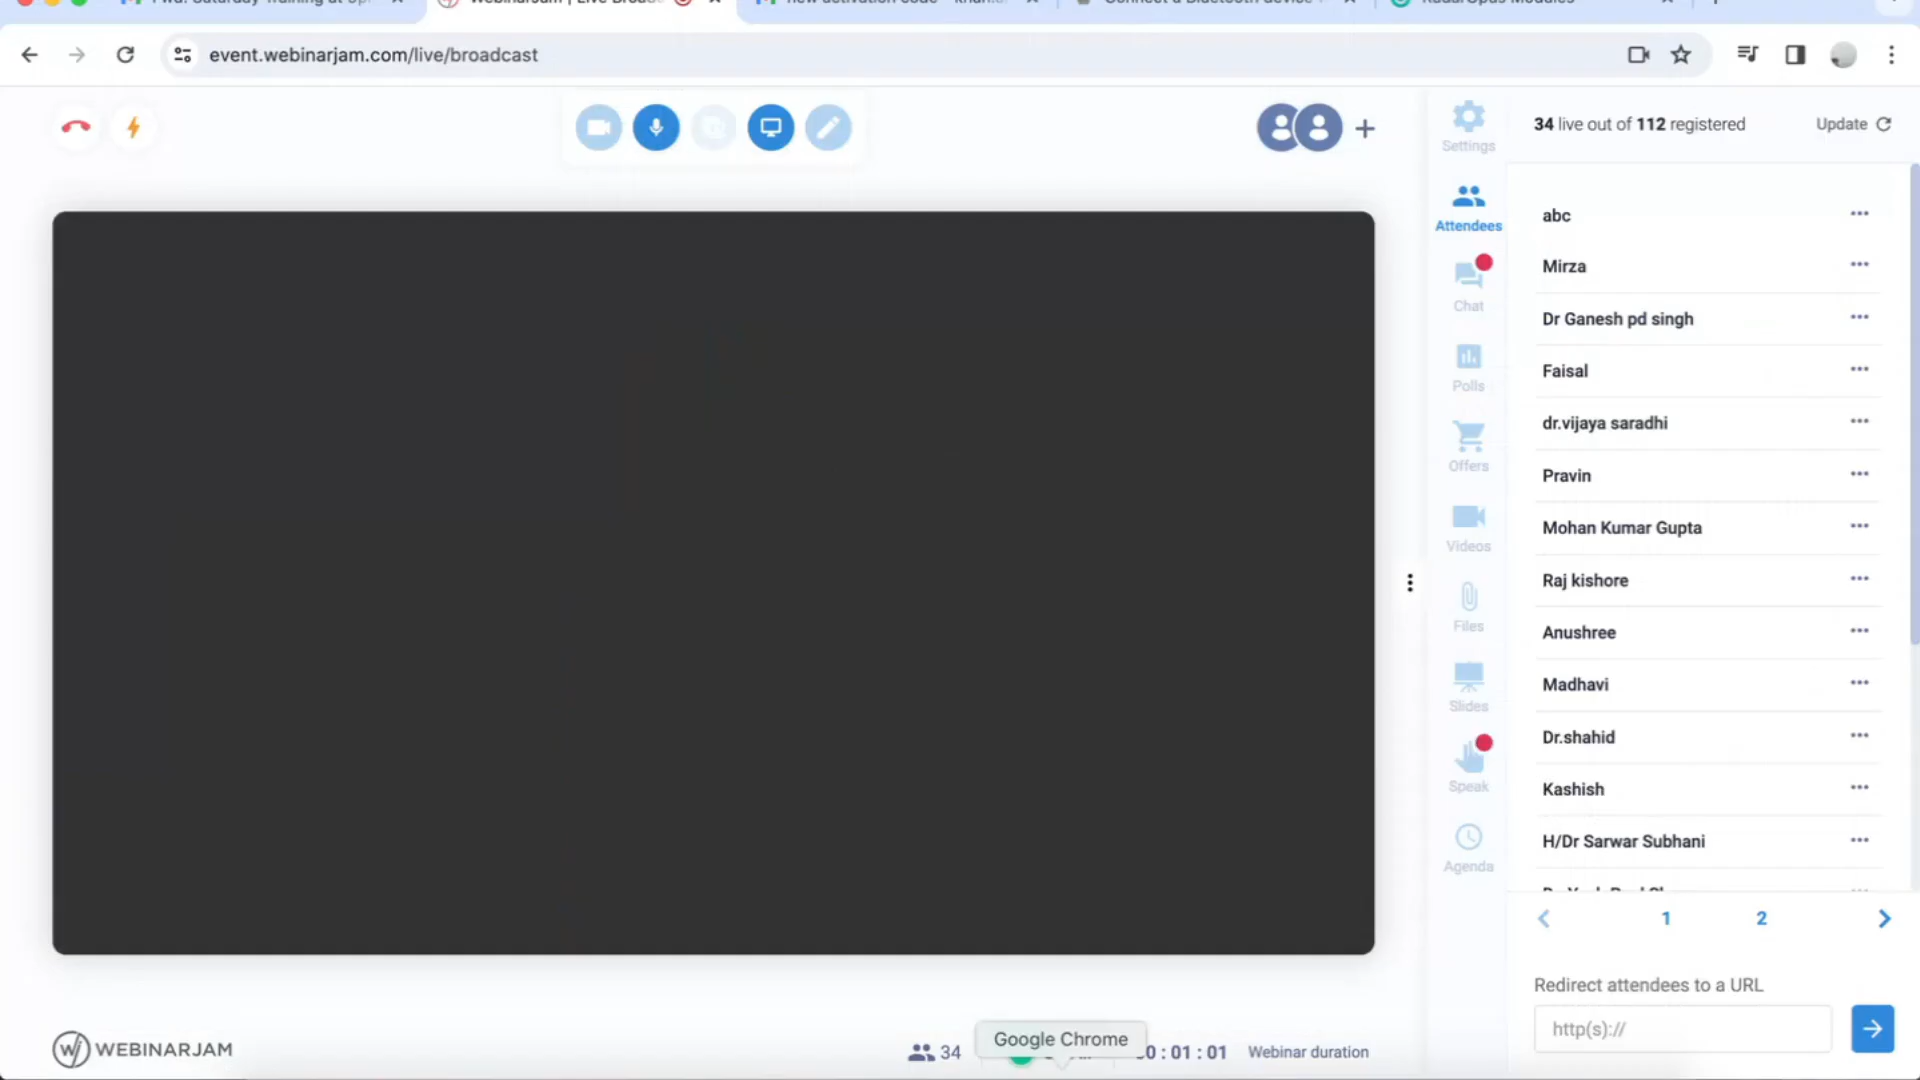 event.webinarjam.com/live/broadcast
Settings
34 live out of 112 registered
Update
Attendees
abc
Mirza
Dr Ganesh pd singh
Chat
Faisal
Polls
dr.vijaya saradhi
Offers
Pravin
Mohan Kumar Gupta
Videos
Raj kishore
Files
Anushree
Madhavi
Slides
Dr.shahid
Speak
Kashish
H/Dr Sarwar Subhani
Agenda
1 2
Redirect attendees to a URL
http(s)://
WEBINARJAM
34
Google Chrome
0 : 01 : 01 Webinar duration